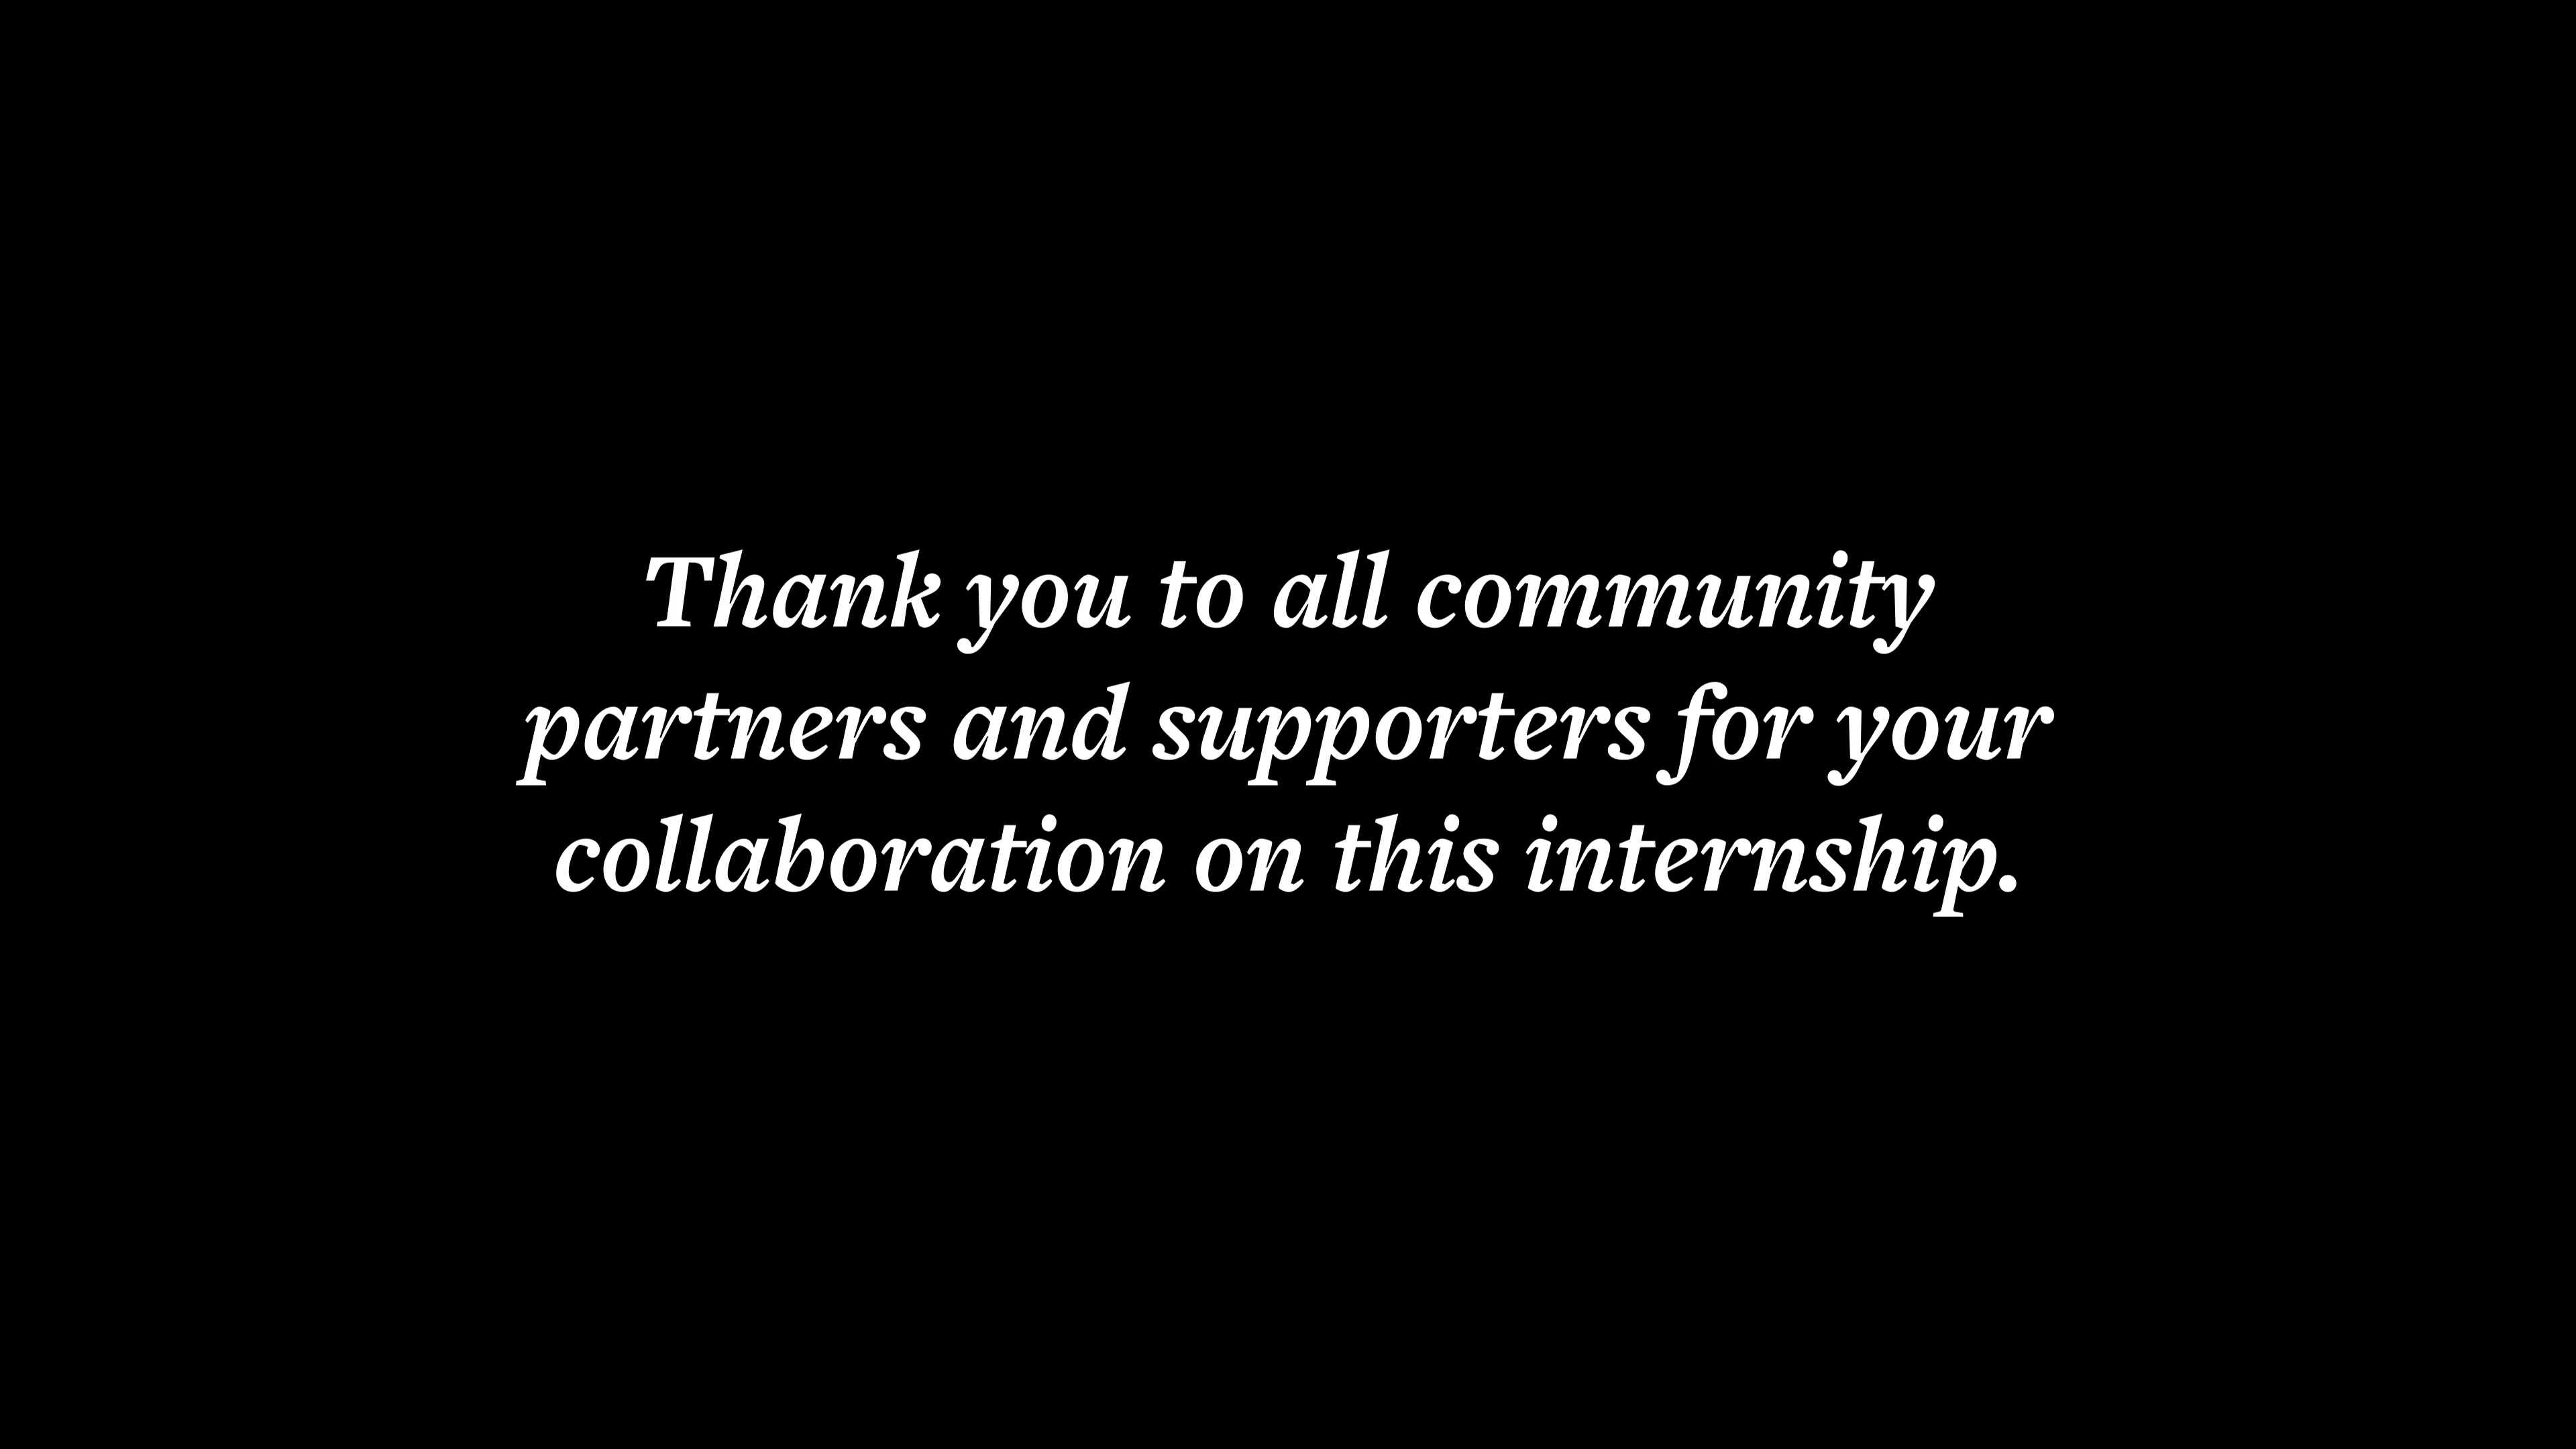 Thank you to all community
partners and supporters for your
collaboration on this internship.